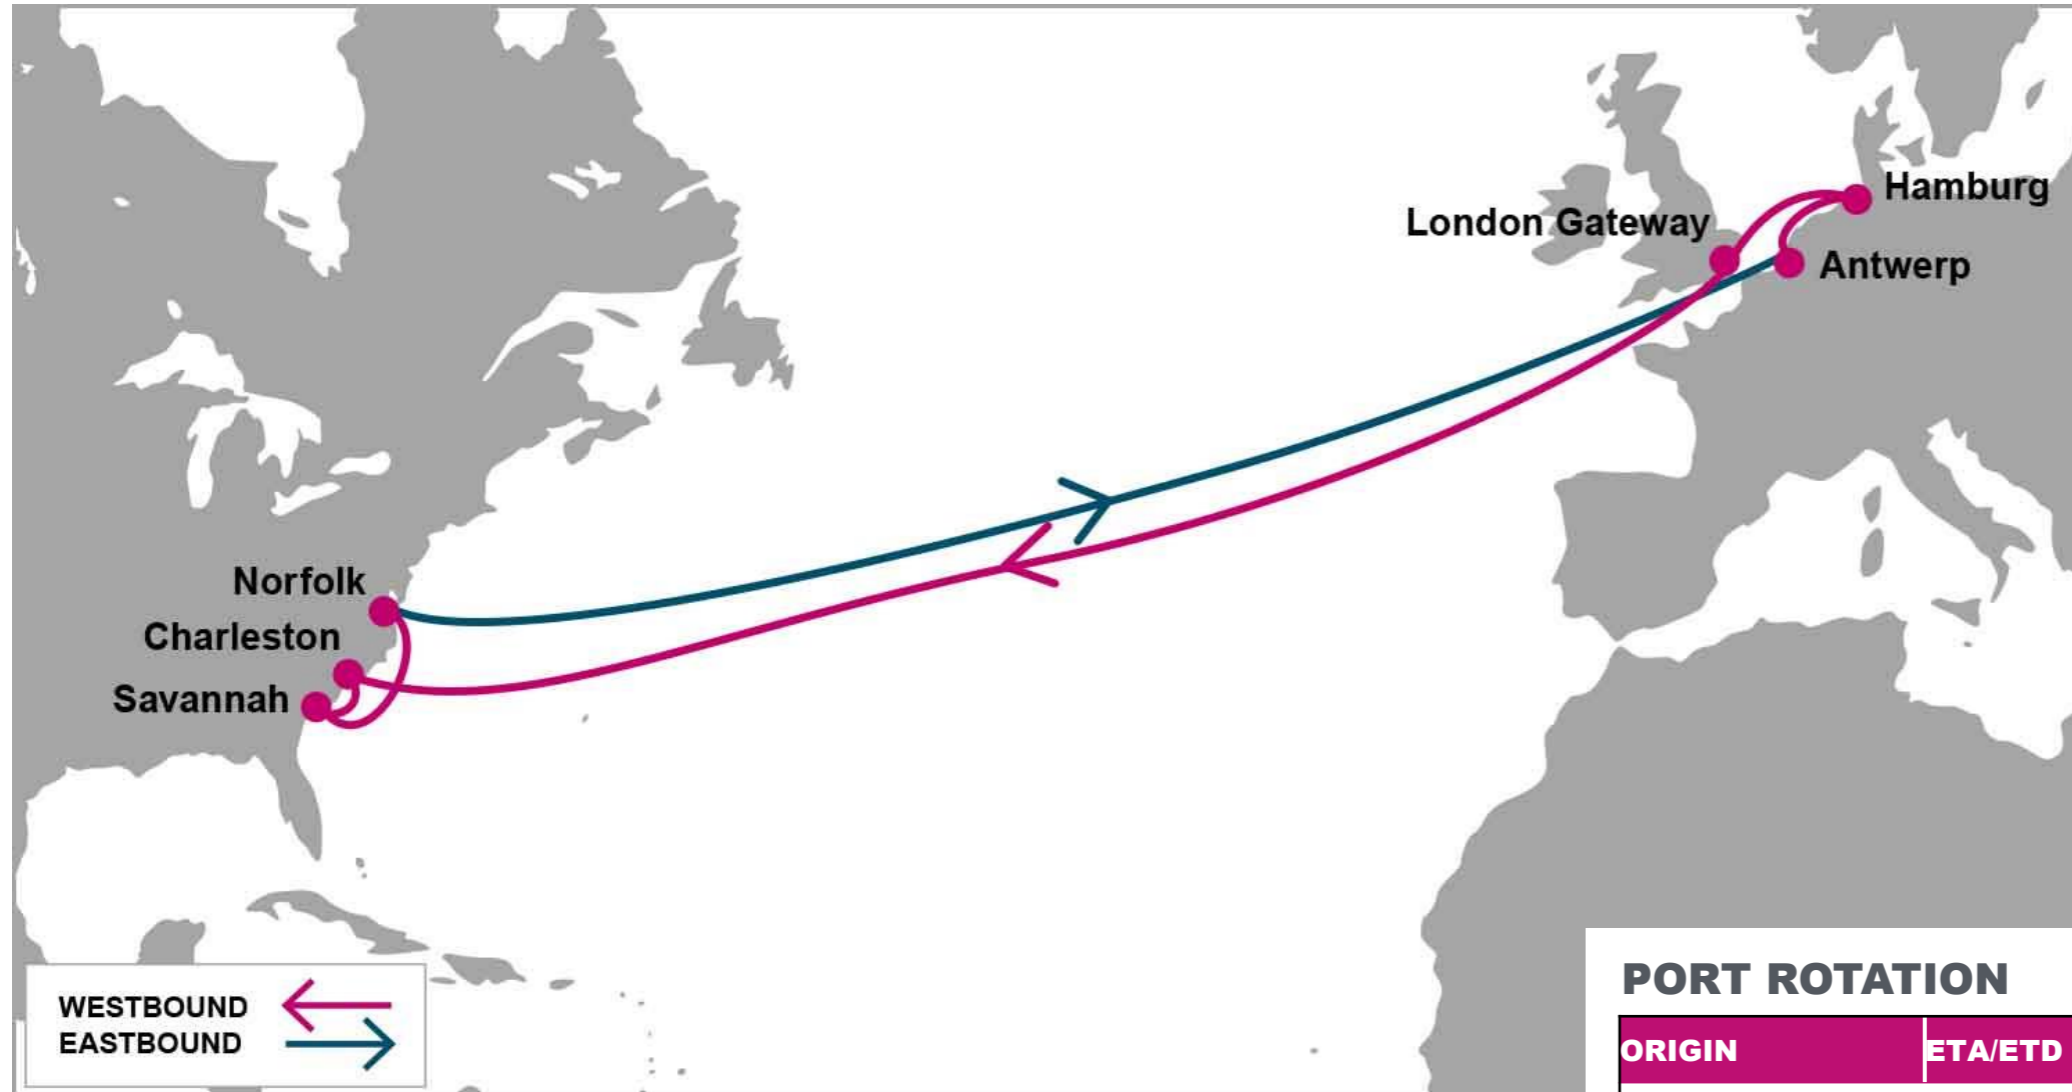 Hamburg
London Gateway
Antwerp
Norfolk
Charleston
Savannah
WESTBOUND
EASTBOUND
PORT ROTATION
ORIGIN ETA/ETD